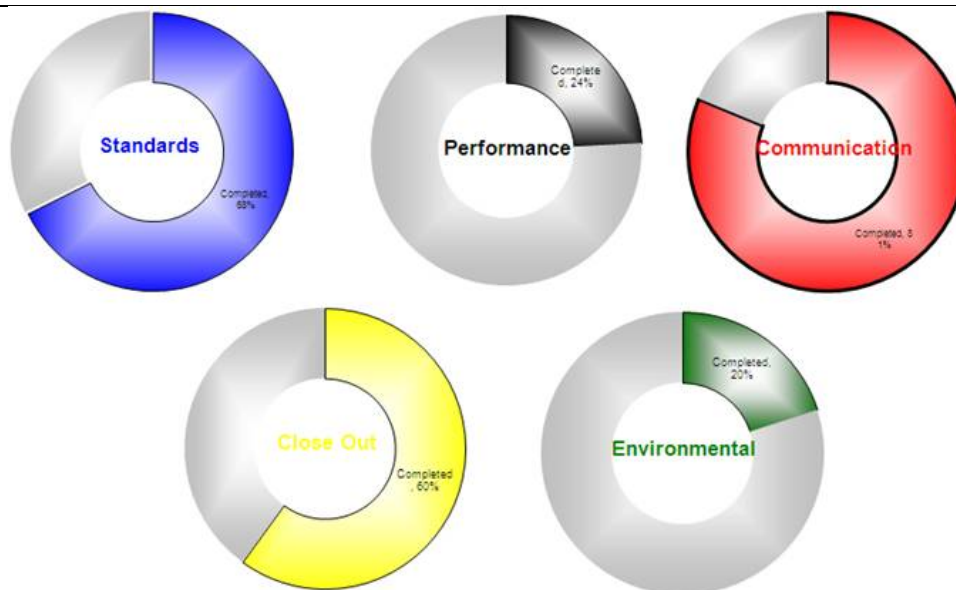 Standards
Completed,
68%
Complete
d, 24%
Performance
Communication
Completed, 8
1%
Close Out
Completed
, 60%
Completed,
20%
Environmental